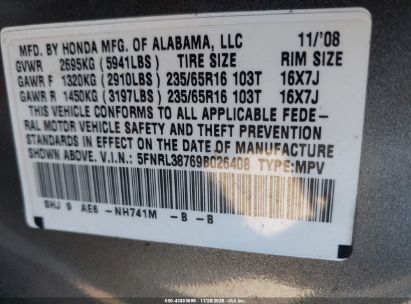 MFD. BY HONDA MFG. OF ALABAMA, LLC 11/'08
GVWR 2695KG (5941LBS) TIRE SIZE RIM SIZE
GAWR F 1320KG (2910LBS) 235/65R16 103T 16X7J
GAWR R 1450KG (3197LBS) 235/65R16 103T 16X7J
THIS VEHICLE CONFORMS TO ALL APPLICABLE FEDE-
RAL MOTOR VEHICLE SAFETY AND THEFT PREVENTION
STANDARDS IN EFFECT ON THE DATE OF MANUFACTURE
SHOWN ABOVE. V.I.N.: 5FNRL38769B026408 TYPE:MPV
SHJ 9 AE6 -NH741M -B -B